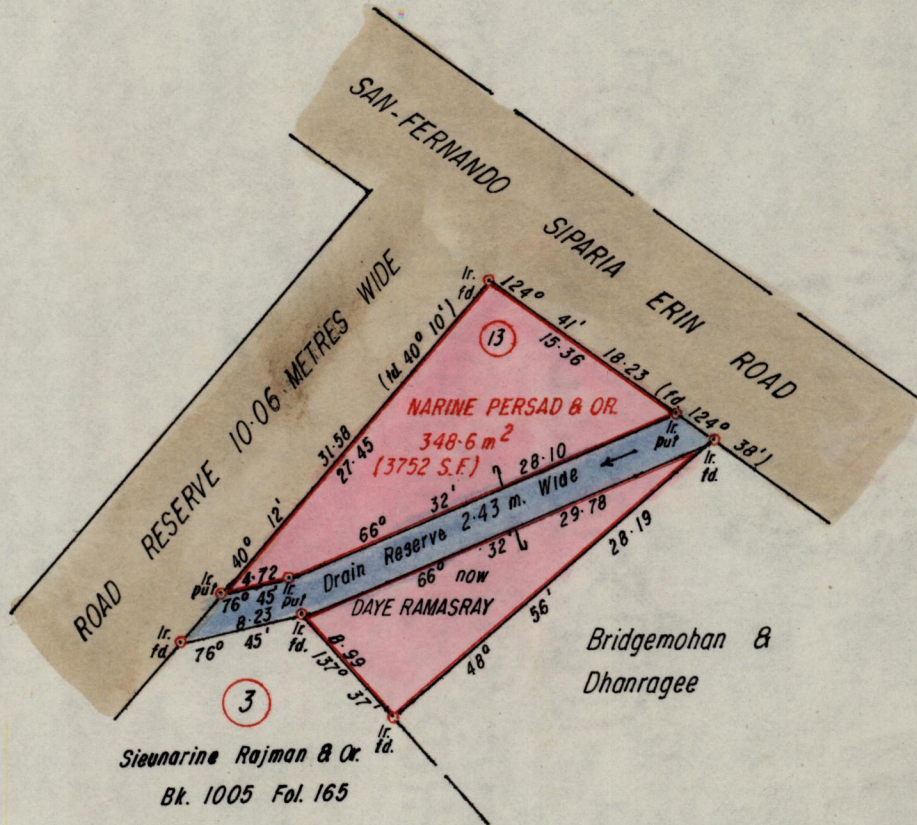 SAN-FERNANDO SIPARIA ERIN ROAD
ROAD RESERVE 10·06 METRES WIDE
Ir.
fd.
(fd. 40° 10')
124° 41'
15·36
18·23
(fd. 124° 38')
13
NARINE PERSAD & OR.
348·6 m²
(3752 S.F.)
Ir.
put
Ir.
fd.
31·58
27·45
40° 12'
66° 32' 28·10
Drain Reserve 2·43 m. Wide
66° 32' 29·78
now
DAYE RAMASRAY
Ir.
put
4·72
76° 45'
Ir.
put
8·23
76° 45'
Ir.
fd.
Ir.
fd.
8·99
137° 37'
28·19
48° 56'
Ir.
fd.
Bridgemohan &
Dhanragee
3
Sieunarine Rajman & Or.
Bk. 1005 Fol. 165